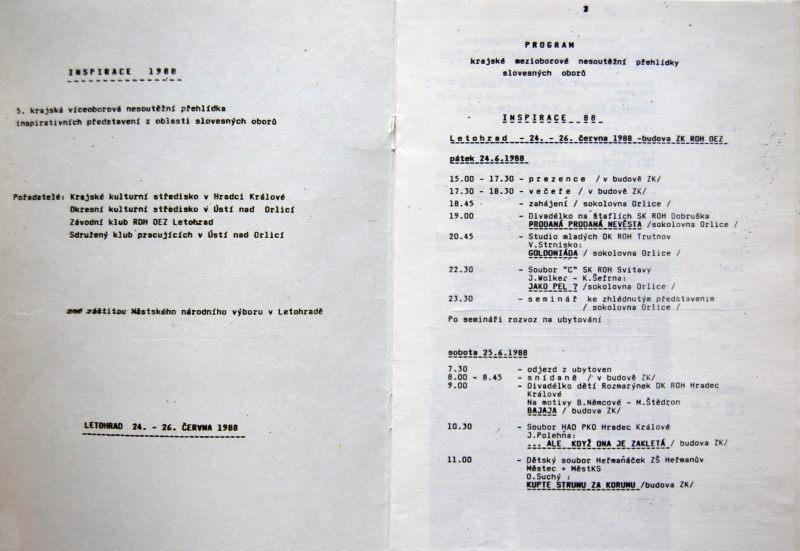 INSPIRACE 1988
5. krajská víceoborové nesoutěžní přehlídka
inspirativních představení z oblasti slovesných oborů
Pořadatelé: Krajské kulturní středisko v Hradci Králové
Okresní kulturní středisko v Ústí nad Orlicí
Závodní klub ROH OEZ Letohrad
Sdružený klub pracujících v Ústí nad Orlicí
pod záštitou Městského národního výboru v Letohradě
LETOHRAD 24. - 26. ČERVNA 1988
2
PROGRAM
krajské mezioborové nesoutěžní přehlídky
slovesných oborů
INSPIRACE 88
Letohrad - 24. - 26. června 1988 -budova ZK ROH OEZ
pátek 24.6.1988
15.00 - 17.30 - prezence /v budově ZK/
17.30 - 18.30 - večeře / v budově ZK/
18.45 - zahájení / sokolovna Orlice /
19.00 - Divadélko na štaflích SK ROH Dobruška
PRODANÁ PRODANÁ NEVĚSTA /sokolovna Orlice/
20.45 - Studio mladých DK ROH Trutnov
V.Strnisko:
GOLDONIÁDA / sokolovna Orlice /
22.30 - Soubor "C" SK ROH Svitavy
J.Wolker - K.Šefrna:
JAKO PEL ? /sokolovna Orlice /
23.30 - seminář ke zhlédnutým představením
/ sokolovna Orlice /
Po semináři rozvoz na ubytování
sobota 25.6.1988
7.30 - odjezd z ubytoven
8.00 - 8.45 - snídaně / v budově ZK/
9.00 - Divadélko dětí Rozmarýnek DK ROH Hradec
Králové
Na motivy B.Němcové - M.Štědron
BAJAJA / budova ZK/
10.30 - Soubor HAD PKO Hradec Králové
J.Polehňa:
... ALE KDYŽ ONA JE ZAKLETÁ / budova ZK/
11.00 - Dětský soubor Heřmaňáček ZŠ Heřmanův
Městec + MěstKS
O.Suchý :
KUPTE STRUNU ZA KORUNU /budova ZK/